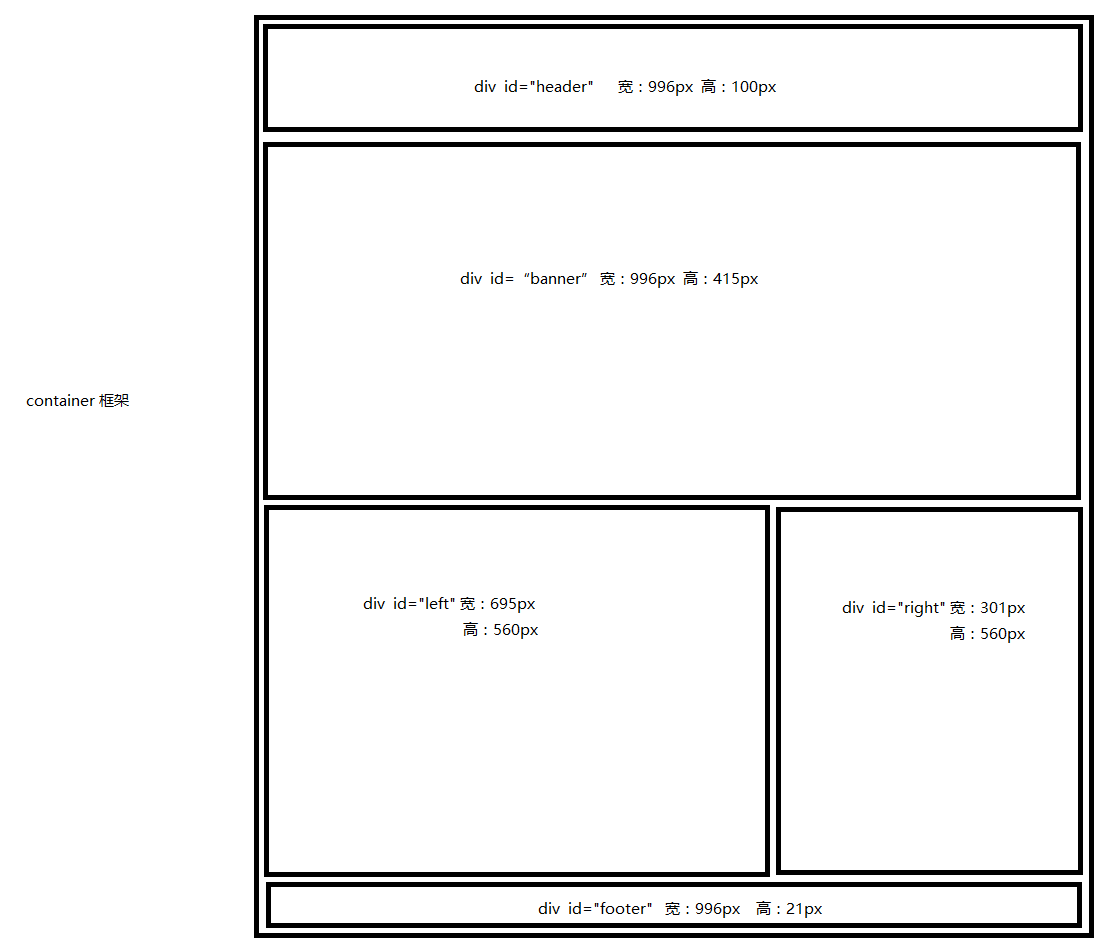 div id="header" 宽：996px 高：100px
div id=“banner” 宽：996px 高：415px
container 框架
div id="left" 宽：695px
高：560px
div id="right" 宽：301px
高：560px
div id="footer" 宽：996px 高：21px